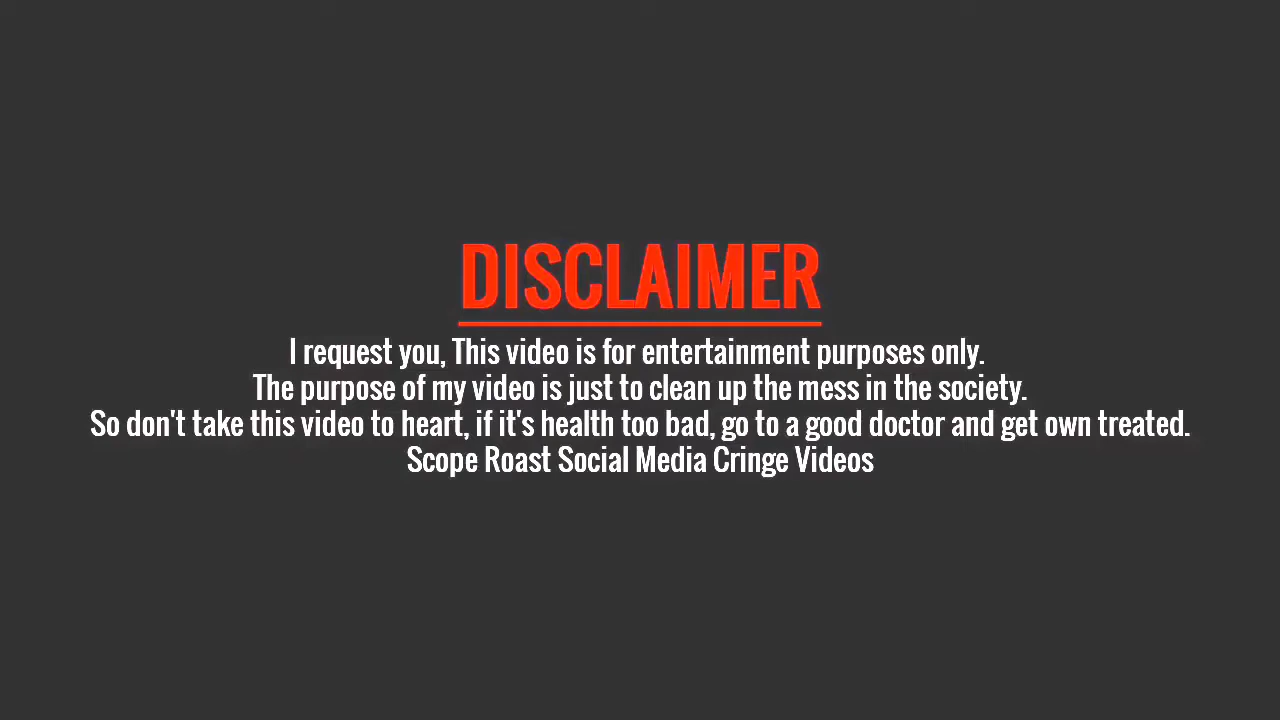 DISCLAIMER
I request you, This video is for entertainment purposes only.
The purpose of my video is just to clean up the mess in the society.
So don't take this video to heart, if it's health too bad, go to a good doctor and get own treated.
Scope Roast Social Media Cringe Videos